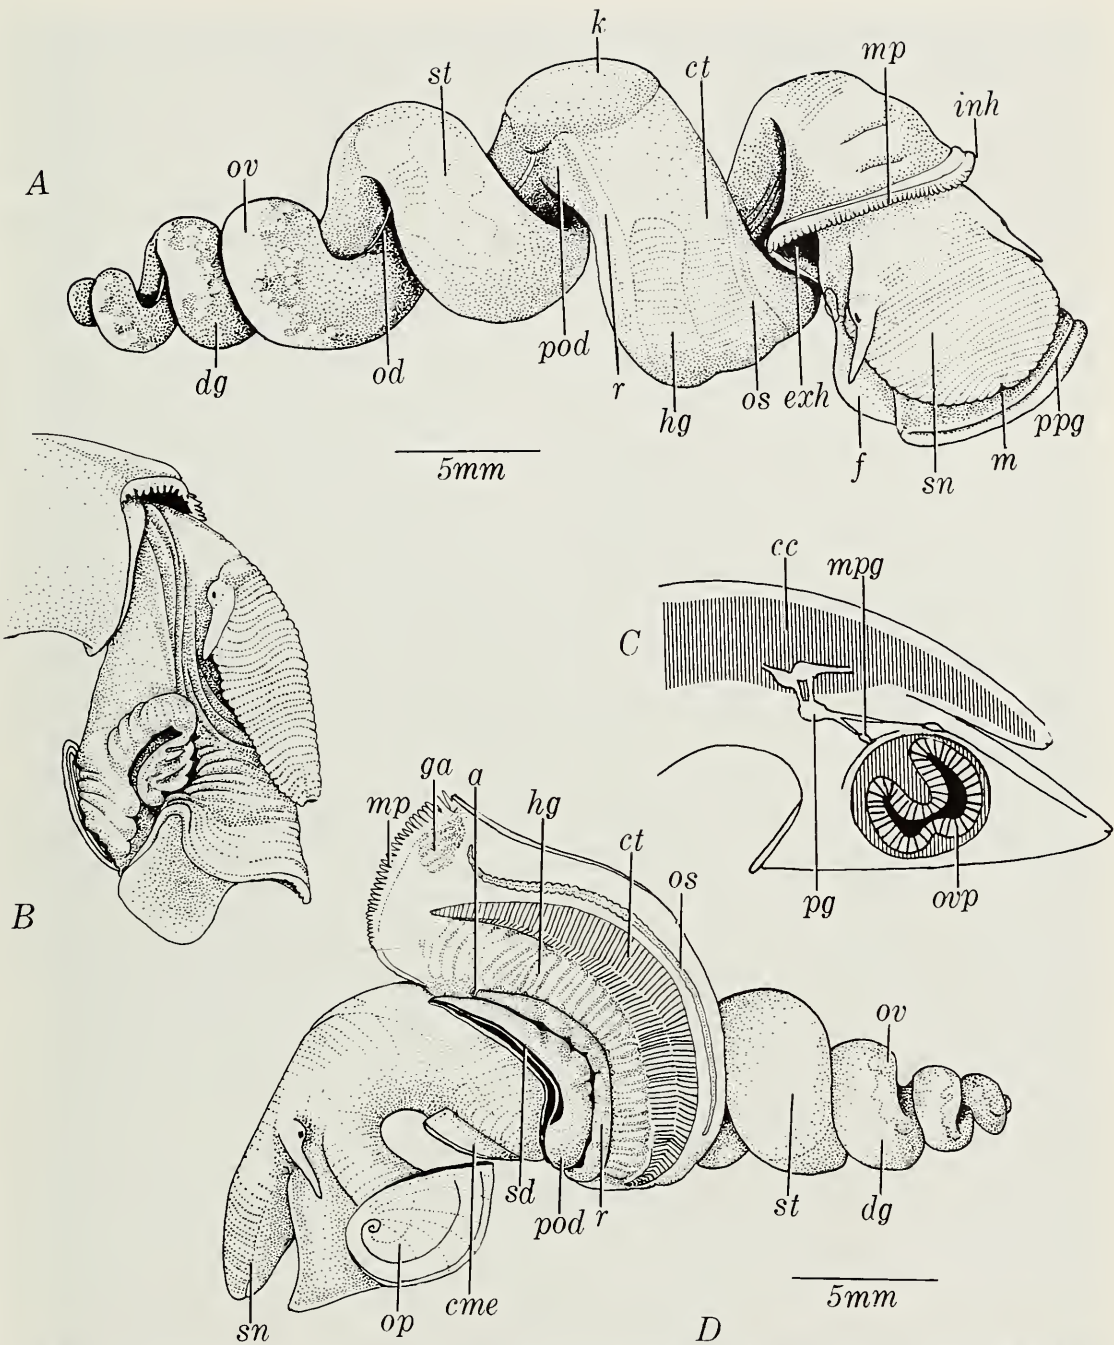 k
st
ct
mp
inh
A
ov
pod
od
dg
r
hg
os
exh
ppg
f
sn
m
5mm
cc
mpg
C
ga
a
mp
hg
ct
os
pg
ovp
B
ov
sd
pod
r
st
dg
cme
op
sn
5mm
D